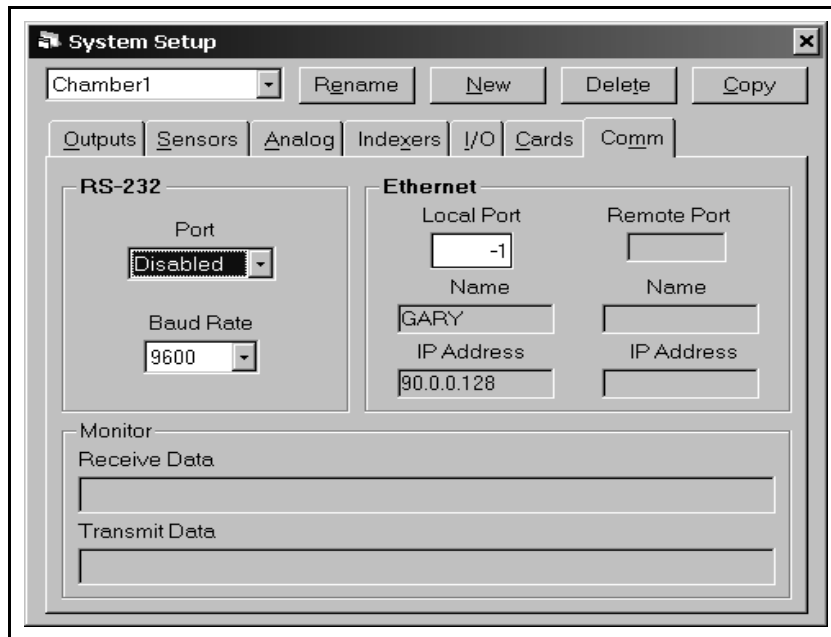 System Setup
Chamber1 Rename New Delete Copy
Outputs Sensors Analog Indexers I/O Cards Comm
RS-232
Port
Disabled
Baud Rate
9600
Ethernet
Local Port Remote Port
-1
Name Name
GARY
IP Address IP Address
90.0.0.128
Monitor
Receive Data
Transmit Data